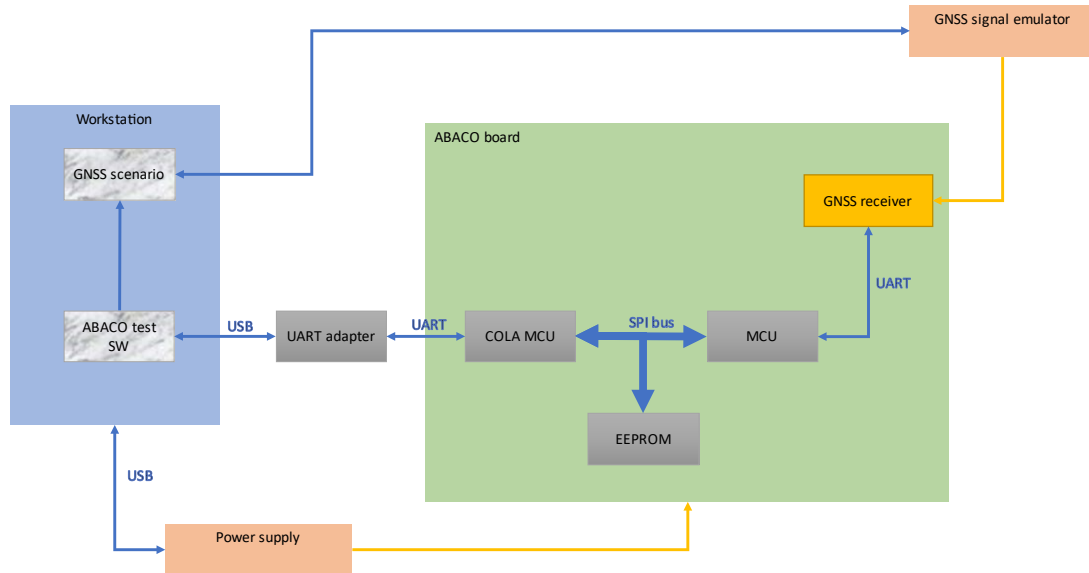 GNSS signal emulator
Workstation
ABACO board
GNSS scenario
GNSS receiver
UART
ABACO test
SW
USB
UART adapter
UART
COLA MCU
SPI bus
MCU
EEPROM
USB
Power supply